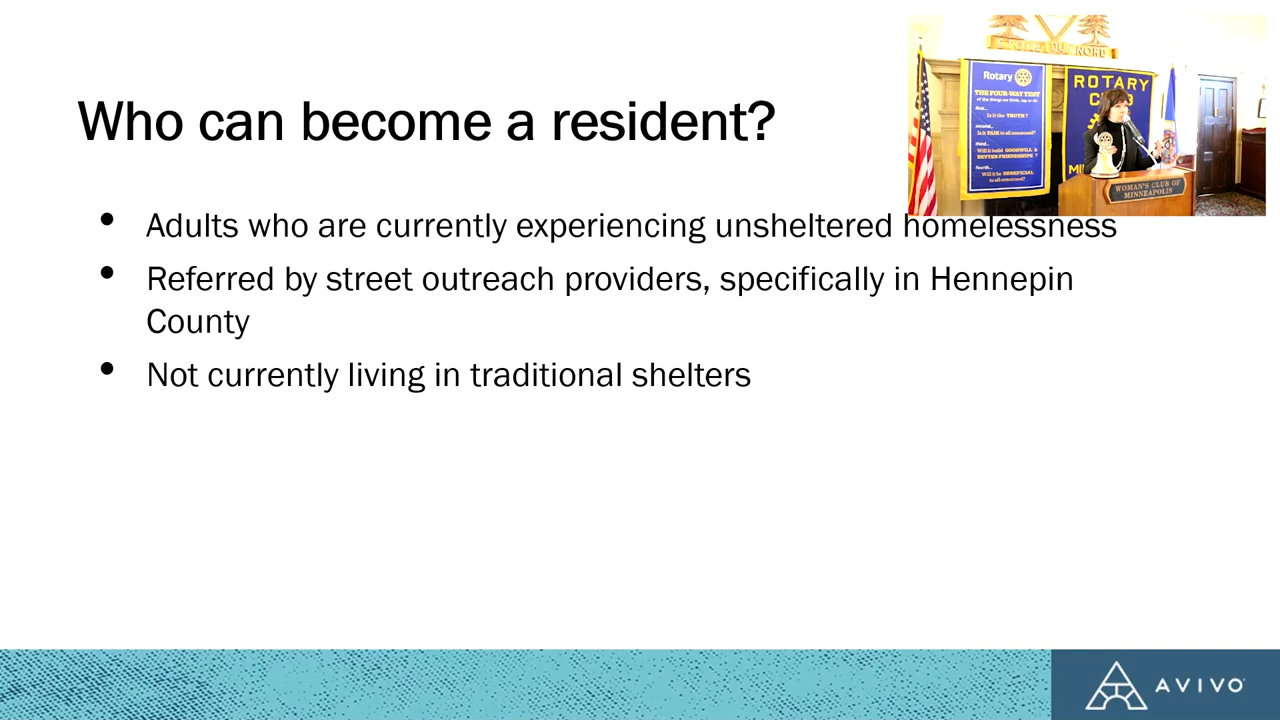 Who can become a resident?
• Adults who are currently experiencing unsheltered homelessness
• Referred by street outreach providers, specifically in Hennepin
County
• Not currently living in traditional shelters
ETOILE DU NORD
Rotary
THE FOUR-WAY TEST
of the things we think, say or do
First...
Is it the TRUTH?
Second...
Is it FAIR to all concerned?
Third...
Will it build GOODWILL &
BETTER FRIENDSHIPS ?
Fourth...
Will it be BENEFICIAL
to all concerned?
ROTARY
WOMAN'S CLUB OF
MINNEAPOLIS
AVIVO